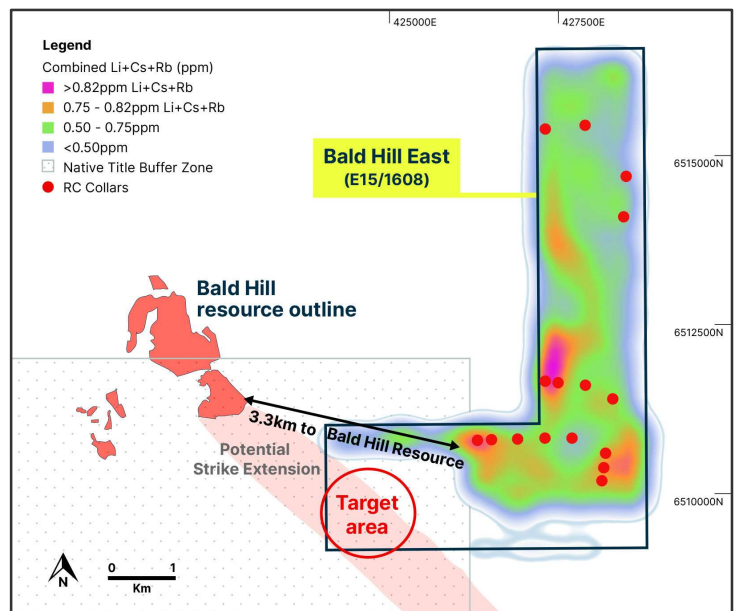 425000E
427500E
Legend
Combined Li+Cs+Rb (ppm)
>0.82ppm Li+Cs+Rb
0.75 - 0.82ppm Li+Cs+Rb
0.50 - 0.75ppm
<0.50ppm
Native Title Buffer Zone
RC Collars
Bald Hill East
(E15/1608)
6515000N
Bald Hill
resource outline
6512500N
3.3km to Bald Hill Resource
Potential
Strike Extension
Target
area
6510000N
N
0 1
Km